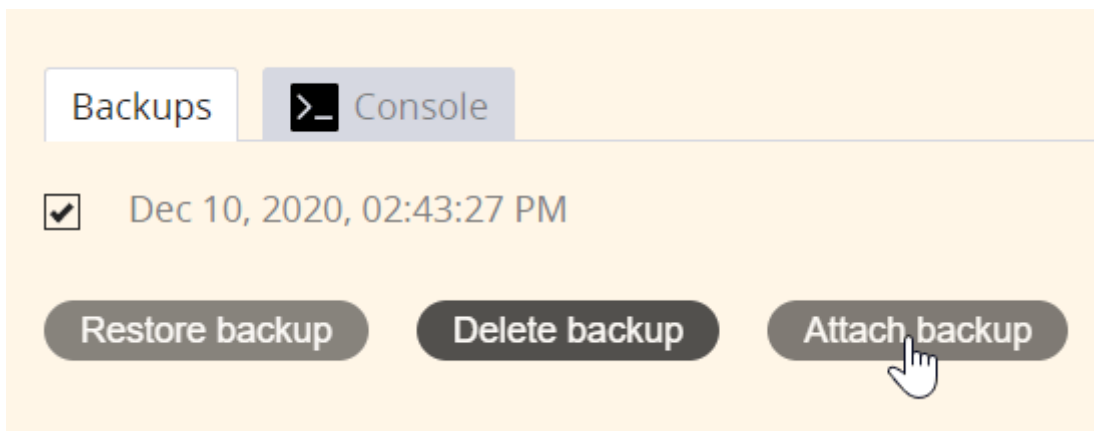 Backups >_ Console
Dec 10, 2020, 02:43:27 PM
Restore backup Delete backup Attach backup